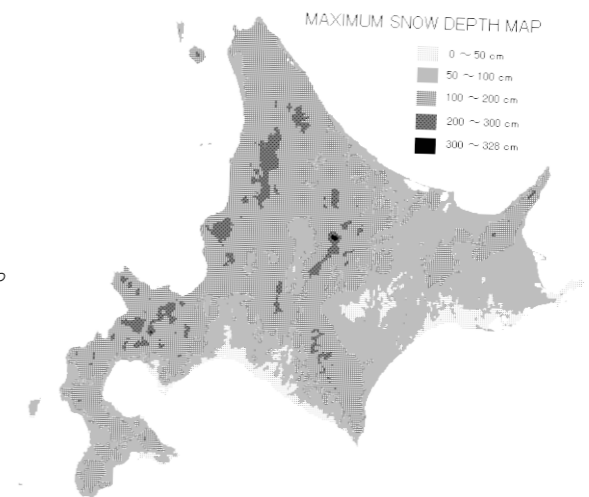 MAXIMUM SNOW DEPTH MAP
0 ~ 50 cm
50 ~ 100 cm
100 ~ 200 cm
200 ~ 300 cm
300 ~ 328 cm